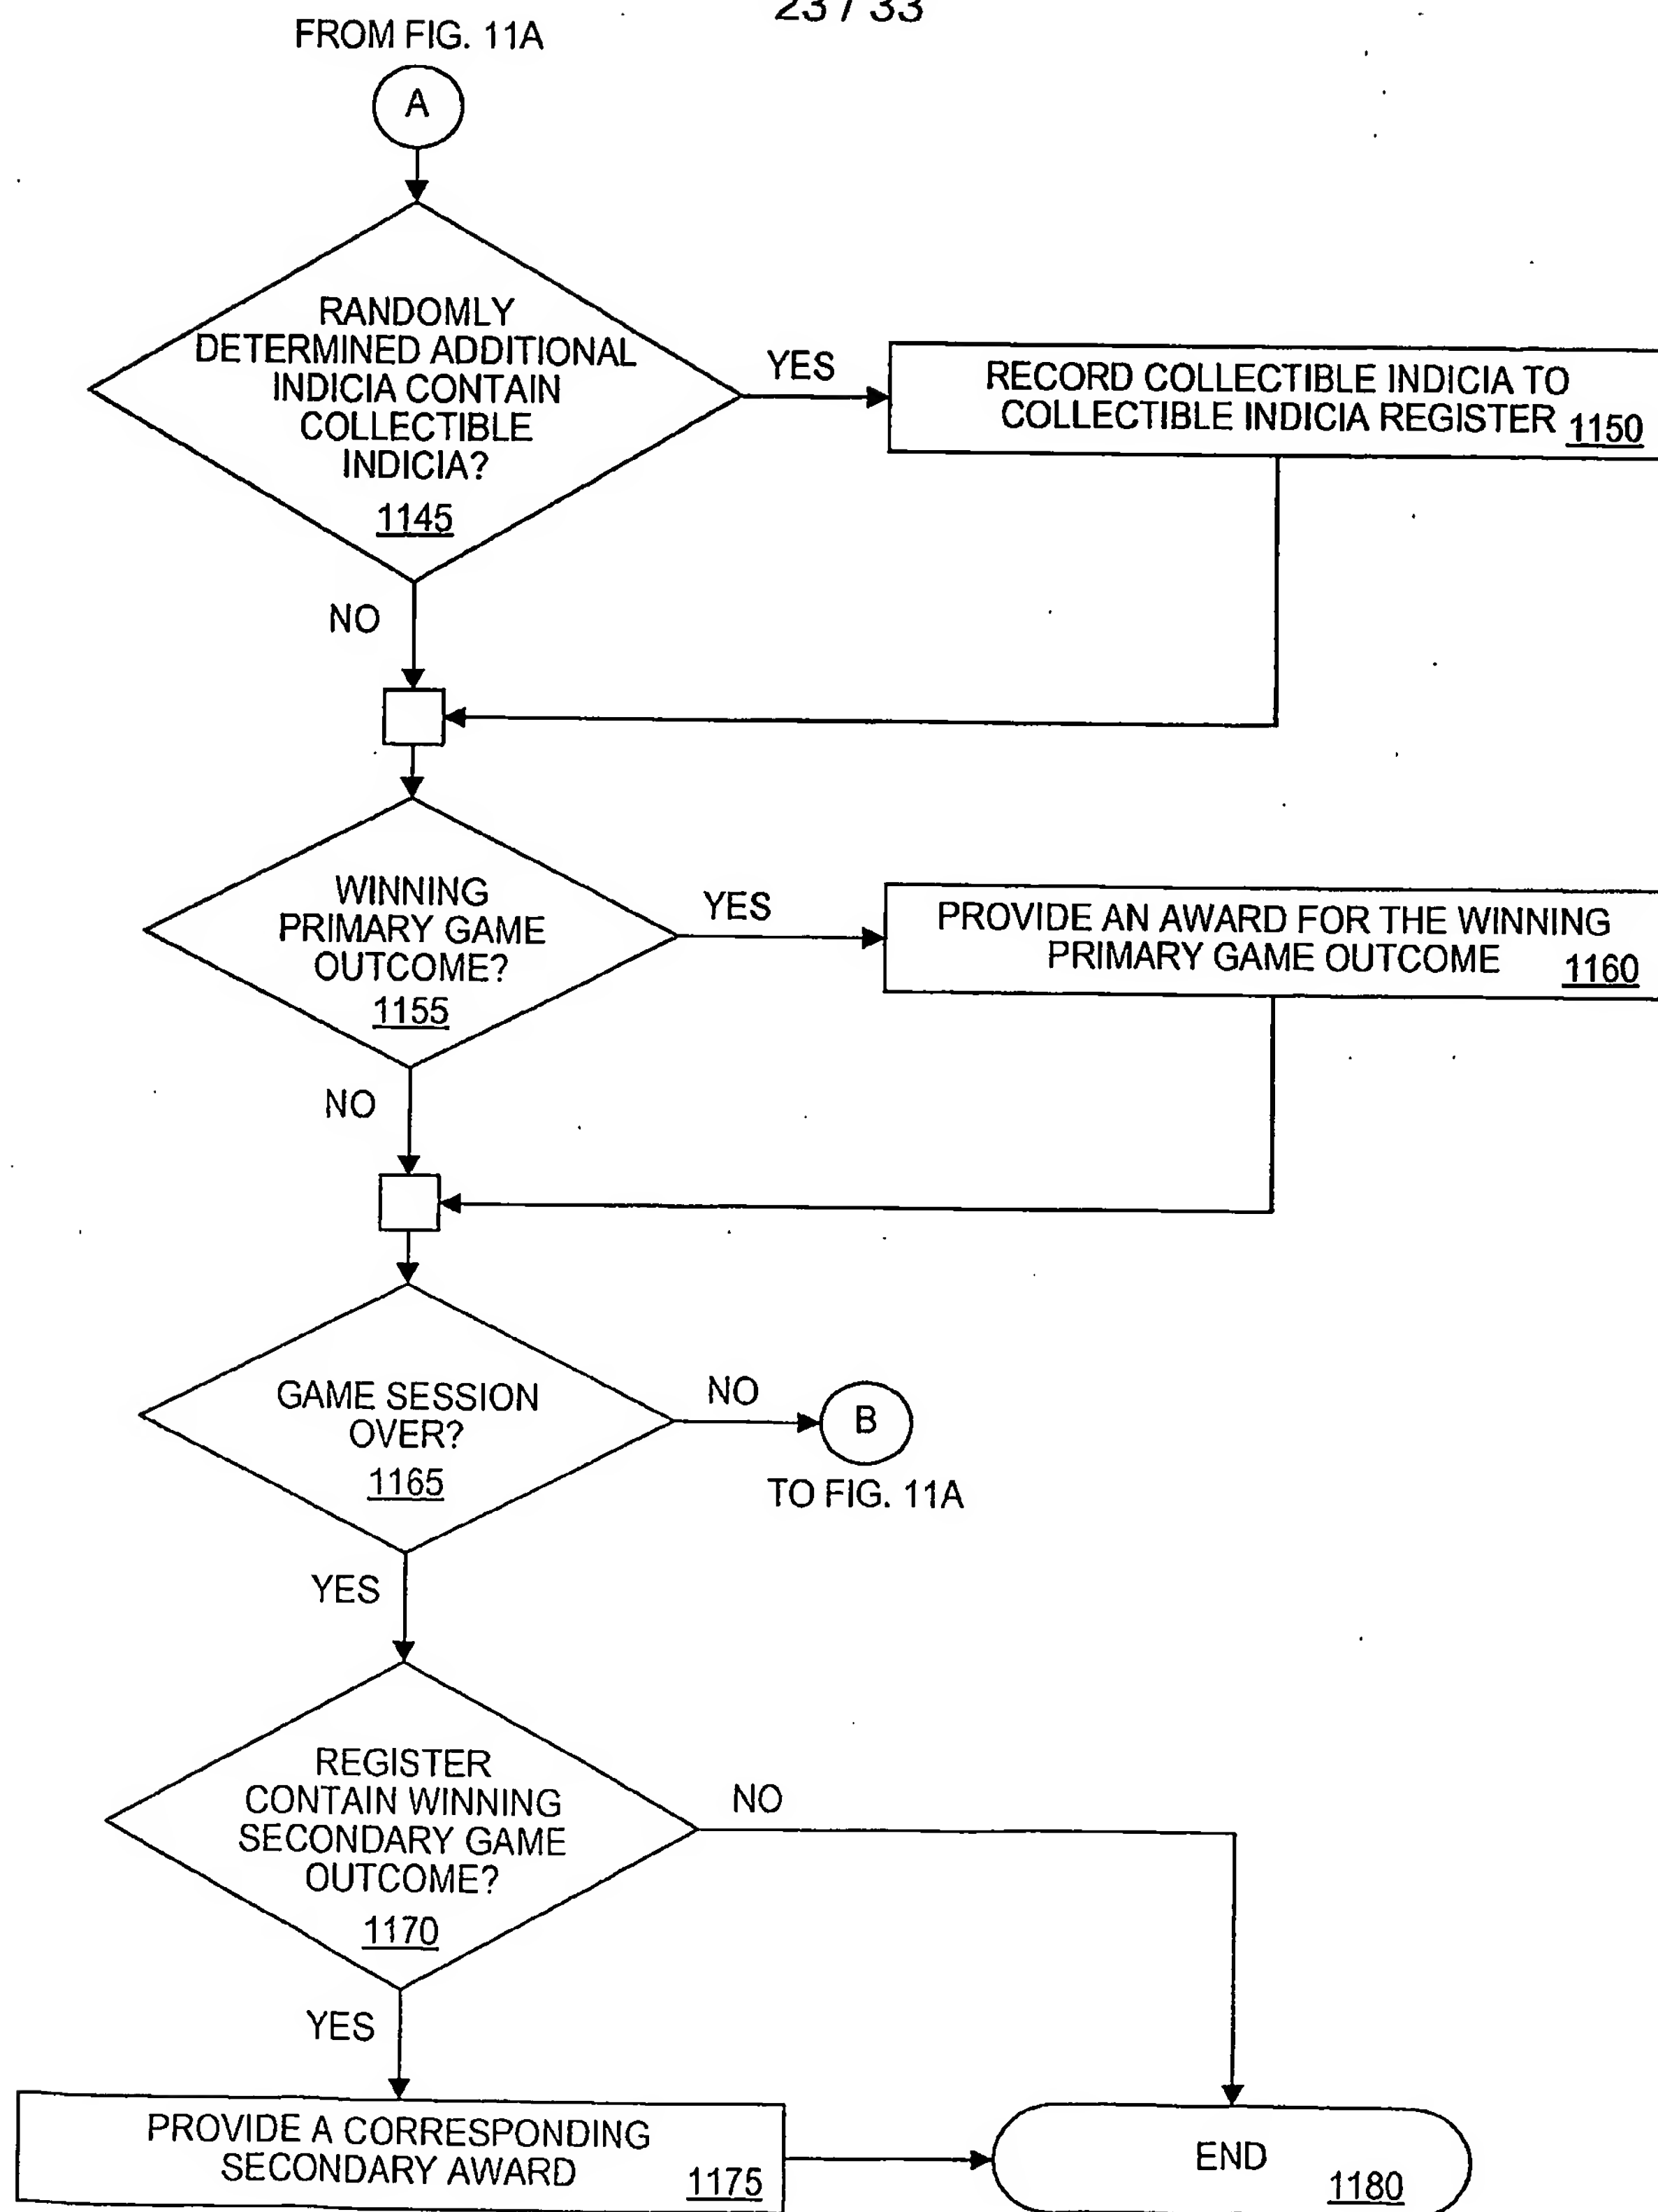 23 / 33
FROM FIG. 11A
A
RANDOMLY
DETERMINED ADDITIONAL
INDICIA CONTAIN
COLLECTIBLE
INDICIA?
1145
YES
RECORD COLLECTIBLE INDICIA TO
COLLECTIBLE INDICIA REGISTER 1150
NO
WINNING
PRIMARY GAME
OUTCOME?
1155
YES
PROVIDE AN AWARD FOR THE WINNING
PRIMARY GAME OUTCOME 1160
NO
GAME SESSION
OVER?
1165
NO
B
TO FIG. 11A
YES
REGISTER
CONTAIN WINNING
SECONDARY GAME
OUTCOME?
1170
NO
YES
PROVIDE A CORRESPONDING
SECONDARY AWARD 1175
END
1180